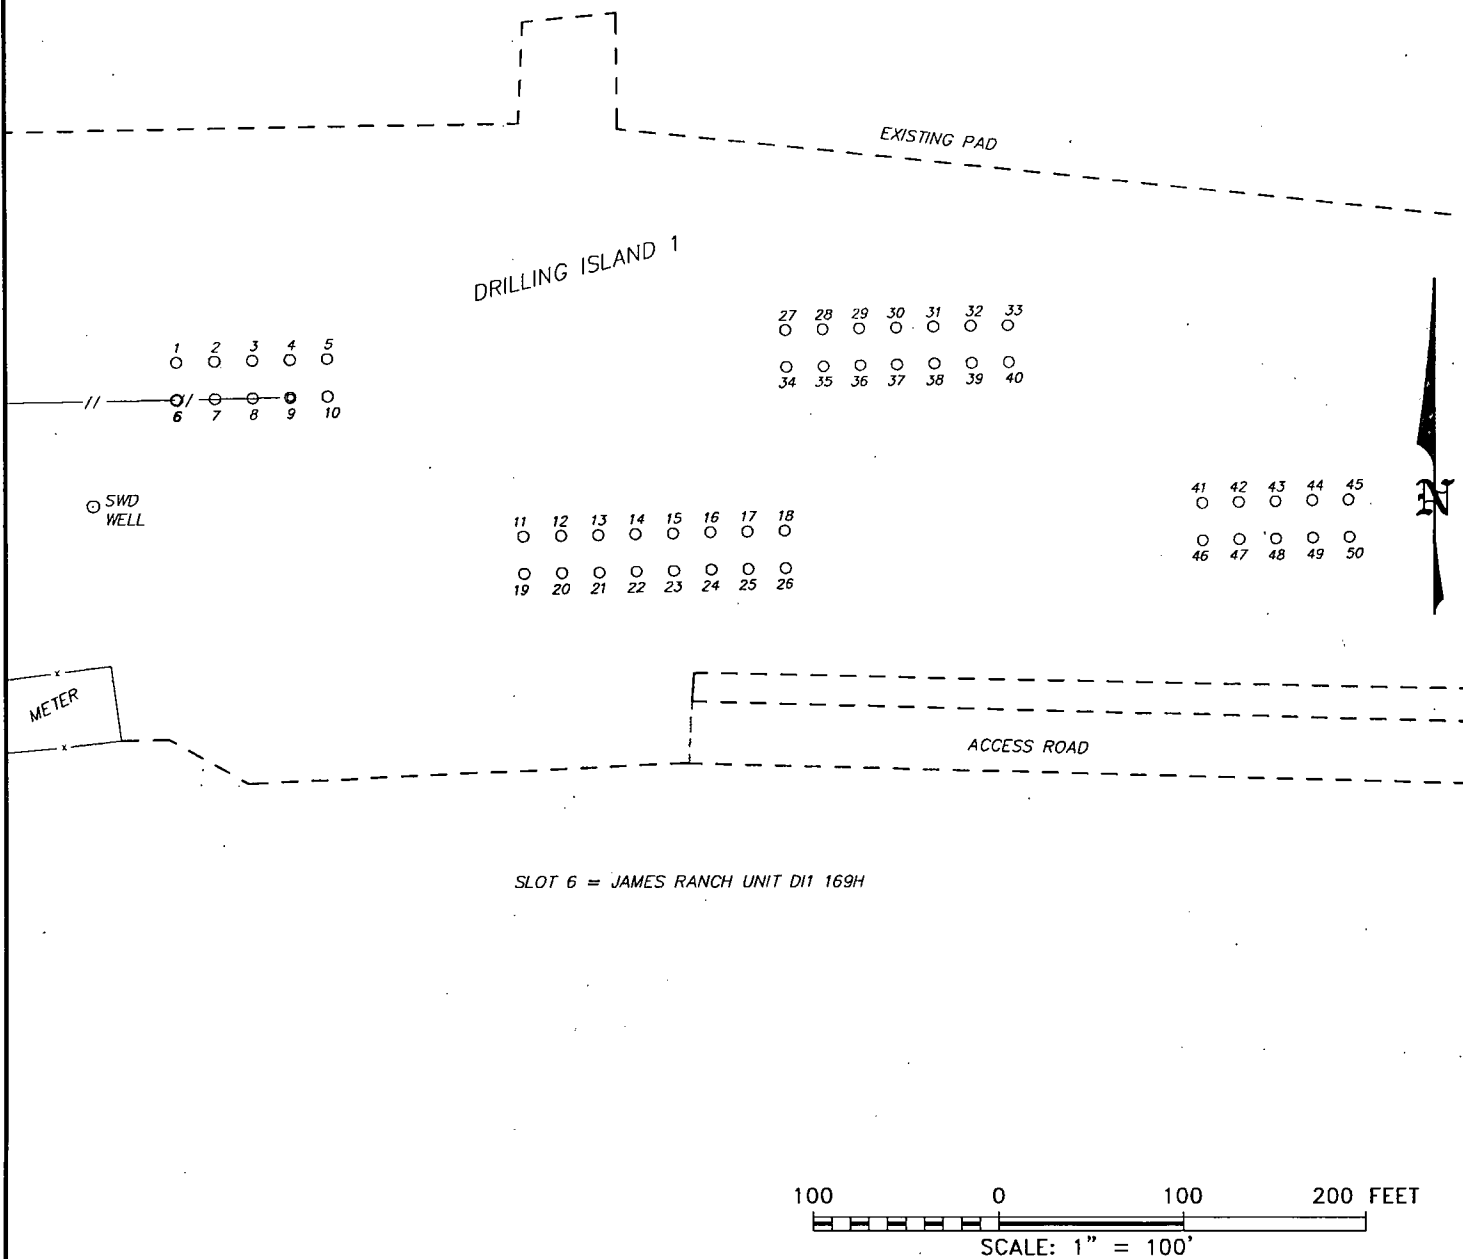 EXISTING PAD
DRILLING ISLAND 1
27 28 29 30 31 32 33
34 35 36 37 38 39 40
1 2 3 4 5
6 7 8 9 10
SWD
WELL
41 42 43 44 45
46 47 48 49 50
11 12 13 14 15 16 17 18
19 20 21 22 23 24 25 26
N
METER
ACCESS ROAD
SLOT 6 = JAMES RANCH UNIT DI1 169H
100 0 100 200 FEET
SCALE: 1" = 100'